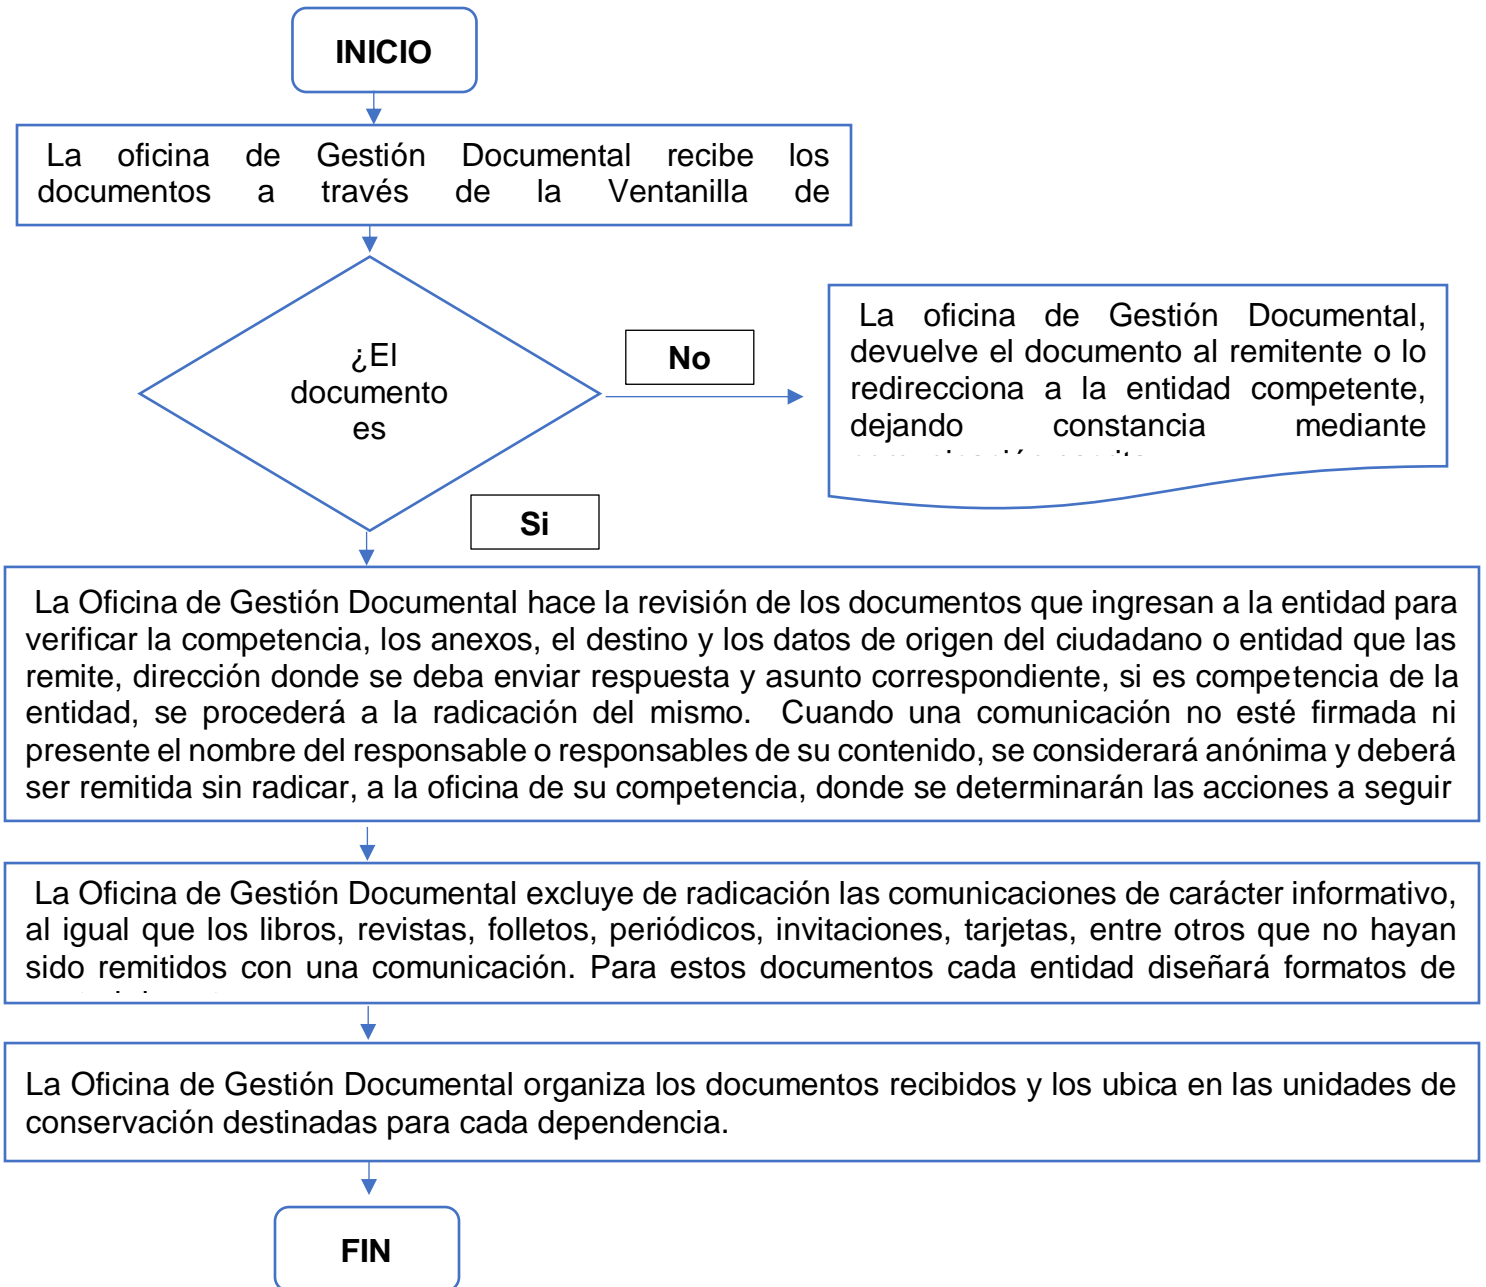 INICIO
La oficina de Gestión Documental recibe los
documentos a través de la Ventanilla de
¿El
documento
es
No
La oficina de Gestión Documental,
devuelve el documento al remitente o lo
redirecciona a la entidad competente,
dejando constancia mediante
Si
La Oficina de Gestión Documental hace la revisión de los documentos que ingresan a la entidad para
verificar la competencia, los anexos, el destino y los datos de origen del ciudadano o entidad que las
remite, dirección donde se deba enviar respuesta y asunto correspondiente, si es competencia de la
entidad, se procederá a la radicación del mismo. Cuando una comunicación no esté firmada ni
presente el nombre del responsable o responsables de su contenido, se considerará anónima y deberá
ser remitida sin radicar, a la oficina de su competencia, donde se determinarán las acciones a seguir
La Oficina de Gestión Documental excluye de radicación las comunicaciones de carácter informativo,
al igual que los libros, revistas, folletos, periódicos, invitaciones, tarjetas, entre otros que no hayan
sido remitidos con una comunicación. Para estos documentos cada entidad diseñará formatos de
La Oficina de Gestión Documental organiza los documentos recibidos y los ubica en las unidades de
conservación destinadas para cada dependencia.
FIN